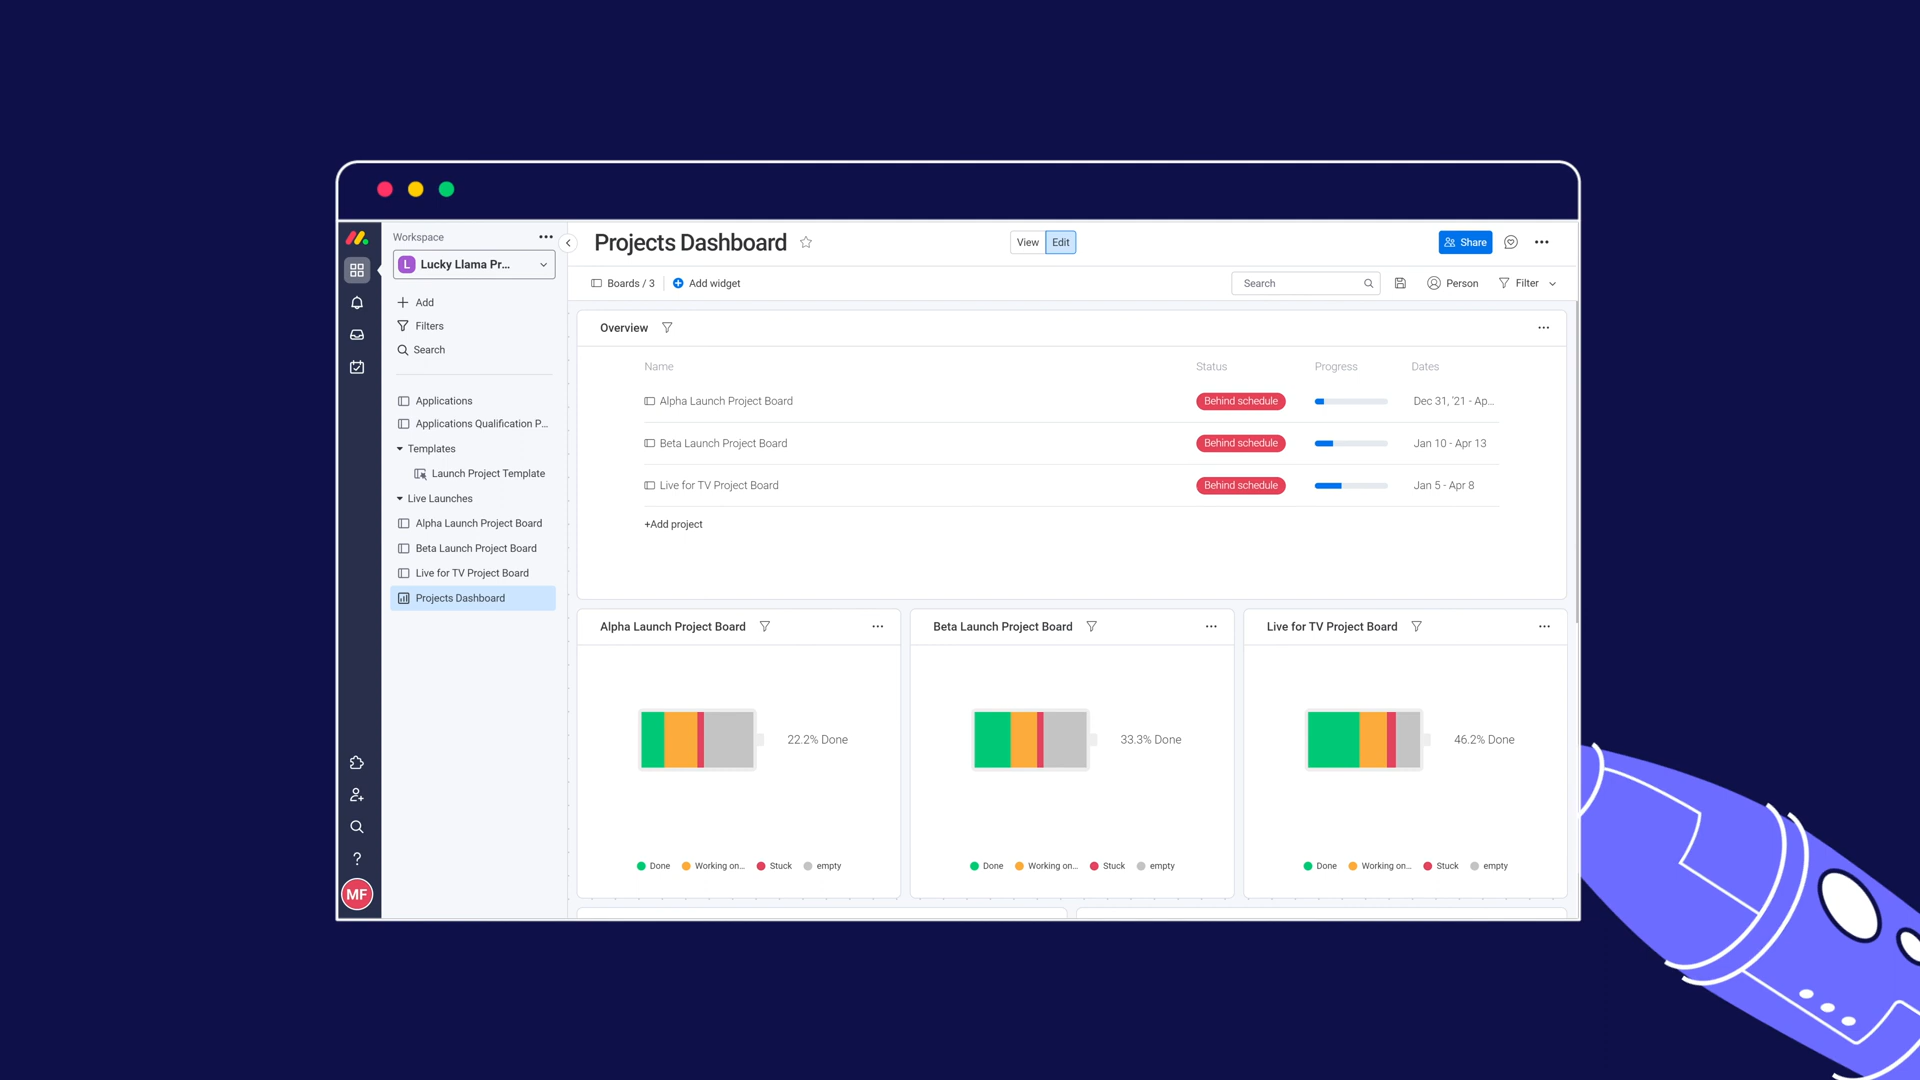 Workspace
L Lucky Llama Pr...
Add
Filters
Search
Applications
Applications Qualification P...
Templates
Launch Project Template
Live Launches
Alpha Launch Project Board
Beta Launch Project Board
Live for TV Project Board
Projects Dashboard
?
MF
Projects Dashboard
View Edit
Share
Boards / 3
Add widget
Search
Person
Filter
Overview
Name Status Progress Dates
Alpha Launch Project Board Behind schedule Dec 31, '21 - Ap...
Beta Launch Project Board Behind schedule Jan 10 - Apr 13
Live for TV Project Board Behind schedule Jan 5 - Apr 8
+Add project
Alpha Launch Project Board
22.2% Done
Done Working on... Stuck empty
Beta Launch Project Board
33.3% Done
Done Working on... Stuck empty
Live for TV Project Board
46.2% Done
Done Working on... Stuck empty